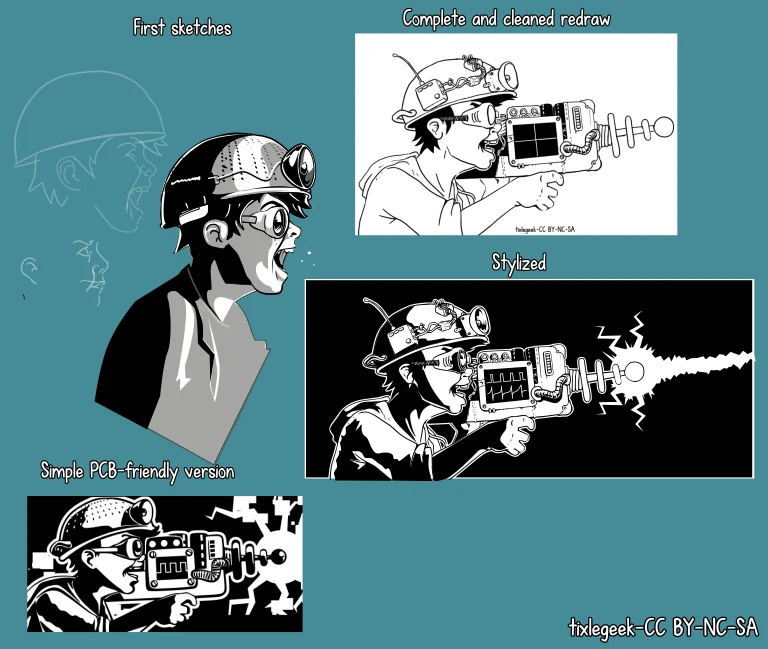 First sketches
Complete and cleaned redraw
tixlegeek-CC BY-NC-SA
Stylized
Simple PCB-friendly version
tixlegeek-CC BY-NC-SA